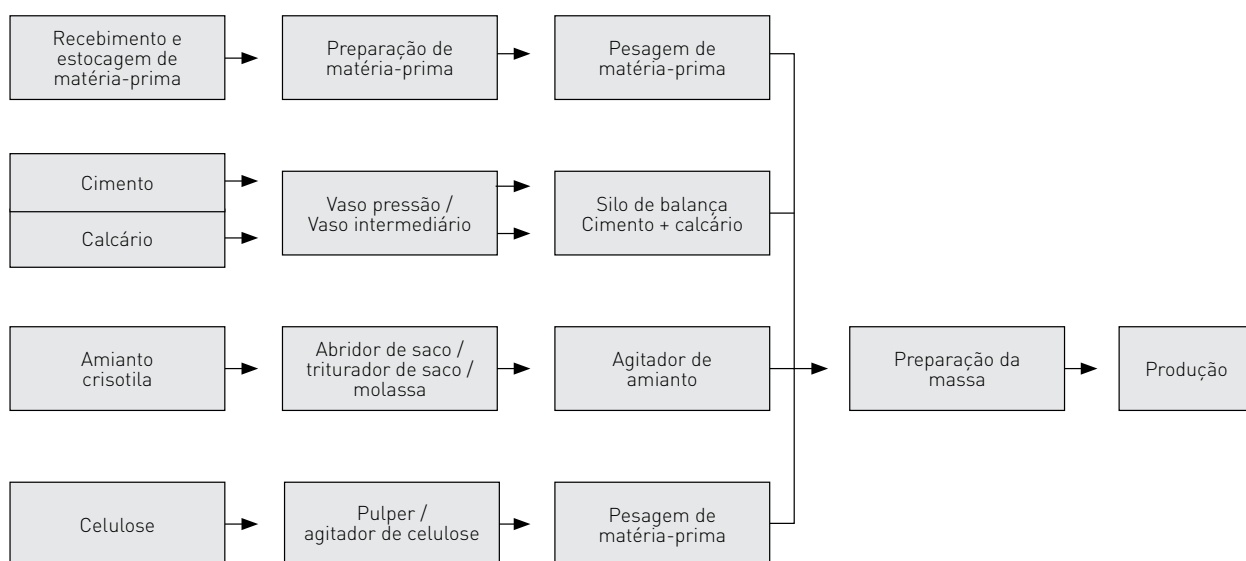 Recebimento e
estocagem de
matéria-prima
Preparação de
matéria-prima
Pesagem de
matéria-prima
Cimento
Calcário
Vaso pressão /
Vaso intermediário
Silo de balança
Cimento + calcário
Amianto
crisotila
Abridor de saco /
triturador de saco /
molassa
Agitador de
amianto
Preparação da
massa
Produção
Celulose
Pulper /
agitador de celulose
Pesagem de
matéria-prima